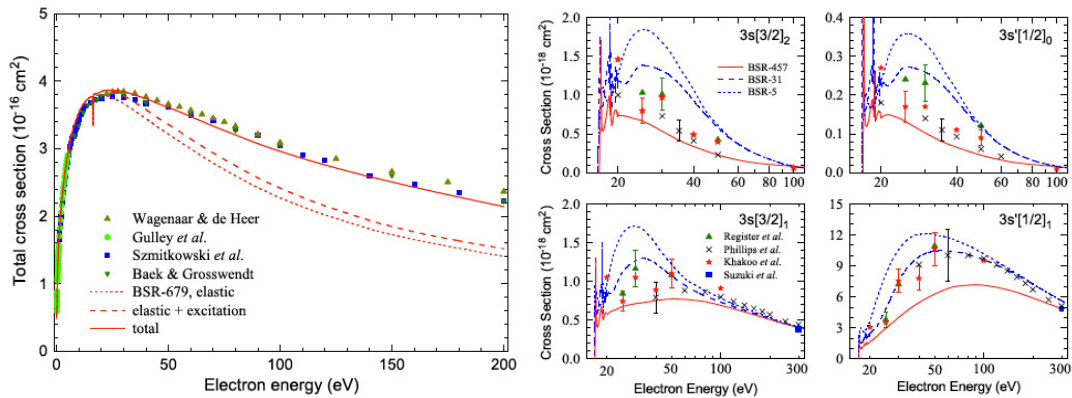 Total cross section (10⁻¹⁶ cm²)
5
4
3
2
1
0
Wagenaar & de Heer
Gulley et al.
Szmitkowski et al.
Baek & Grosswendt
BSR-679, elastic
elastic + excitation
total
0 50 100 150 200
Electron energy (eV)
Cross Section (10⁻¹⁸ cm²)
2.0
1.5
1.0
0.5
0.0
3s[3/2]₂
BSR-457
BSR-31
BSR-5
20 40 60 100
0.4
0.3
0.2
0.1
0.0
3s'[1/2]₀
20 40 60 100
Cross Section (10⁻¹⁸ cm²)
2.0
1.5
1.0
0.5
0.0
3s[3/2]₁
Register et al.
Phillips et al.
Khakoo et al.
Suzuki et al.
20 50 100 300
Electron Energy (eV)
15
12
9
6
3
0
3s'[1/2]₁
20 50 100 300
Electron Energy (eV)